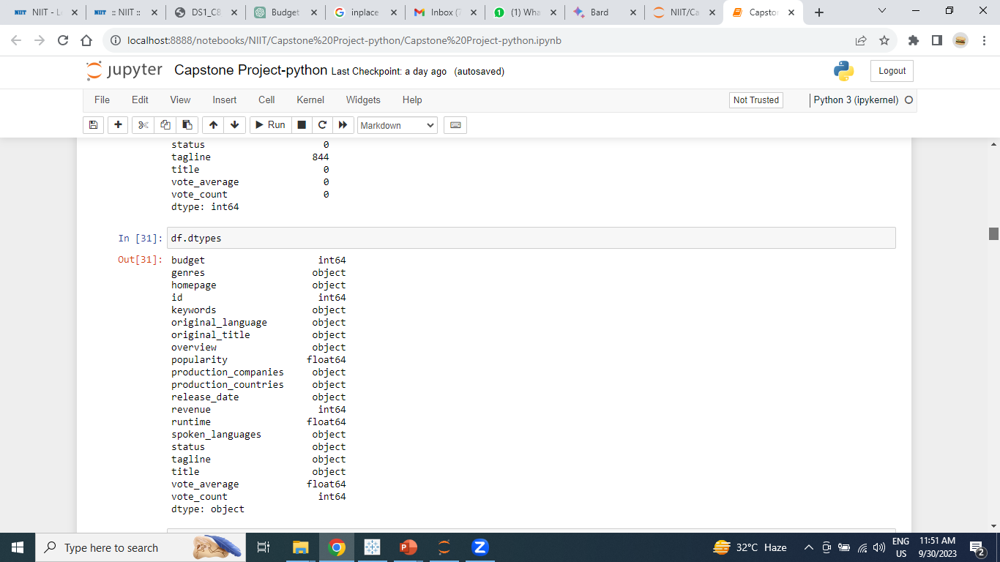 NIIT - Le
:: NIIT ::
DS1_C8
Budget
inplace
Inbox (7
(1) Wha
Bard
NIIT/Ca
Capsto
localhost:8888/notebooks/NIIT/Capstone%20Project-python/Capstone%20Project-python.ipynb
jupyter Capstone Project-python Last Checkpoint: a day ago (autosaved)
Logout
File Edit View Insert Cell Kernel Widgets Help
Not Trusted
Python 3 (ipykernel)
Run
Markdown
status 0
tagline 844
title 0
vote_average 0
vote_count 0
dtype: int64
In [31]: df.dtypes
Out[31]: budget int64
genres object
homepage object
id int64
keywords object
original_language object
original_title object
overview object
popularity float64
production_companies object
production_countries object
release_date object
revenue int64
runtime float64
spoken_languages object
status object
tagline object
title object
vote_average float64
vote_count int64
dtype: object
Type here to search
32°C Haze
ENG
US
11:51 AM
9/30/2023
2